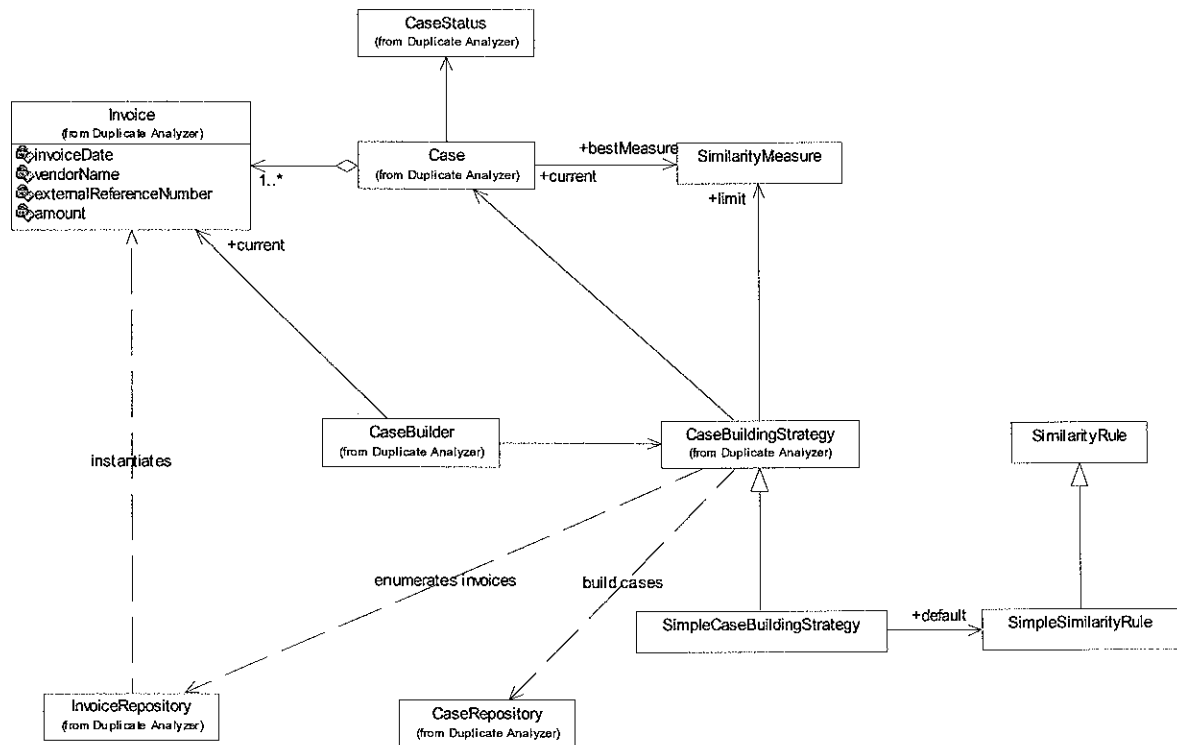 CaseStatus
(from Duplicate Analyzer)
Invoice
(from Duplicate Analyzer)
invoiceDate
vendorName
externalReferenceNumber
amount
1..*
Case
(from Duplicate Analyzer)
+bestMeasure
+current
SimilarityMeasure
+limit
+current
CaseBuilder
(from Duplicate Analyzer)
CaseBuildingStrategy
(from Duplicate Analyzer)
SimilarityRule
instantiates
enumerates invoices
build cases
SimpleCaseBuildingStrategy
+default
SimpleSimilarityRule
InvoiceRepository
(from Duplicate Analyzer)
CaseRepository
(from Duplicate Analyzer)